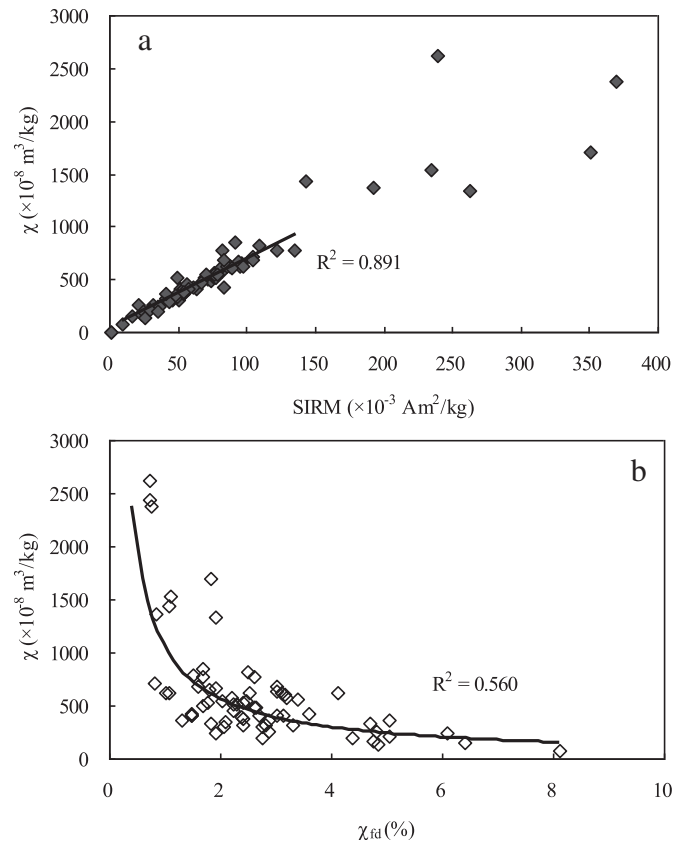 a
3000
2500
2000
1500
1000
500
0
χ (×10⁻⁸ m³/kg)
R² = 0.891
0 50 100 150 200 250 300 350 400
SIRM (×10⁻³ Am²/kg)
b
3000
2500
2000
1500
1000
500
0
χ (×10⁻⁸ m³/kg)
R² = 0.560
0 2 4 6 8 10
χfd (%)